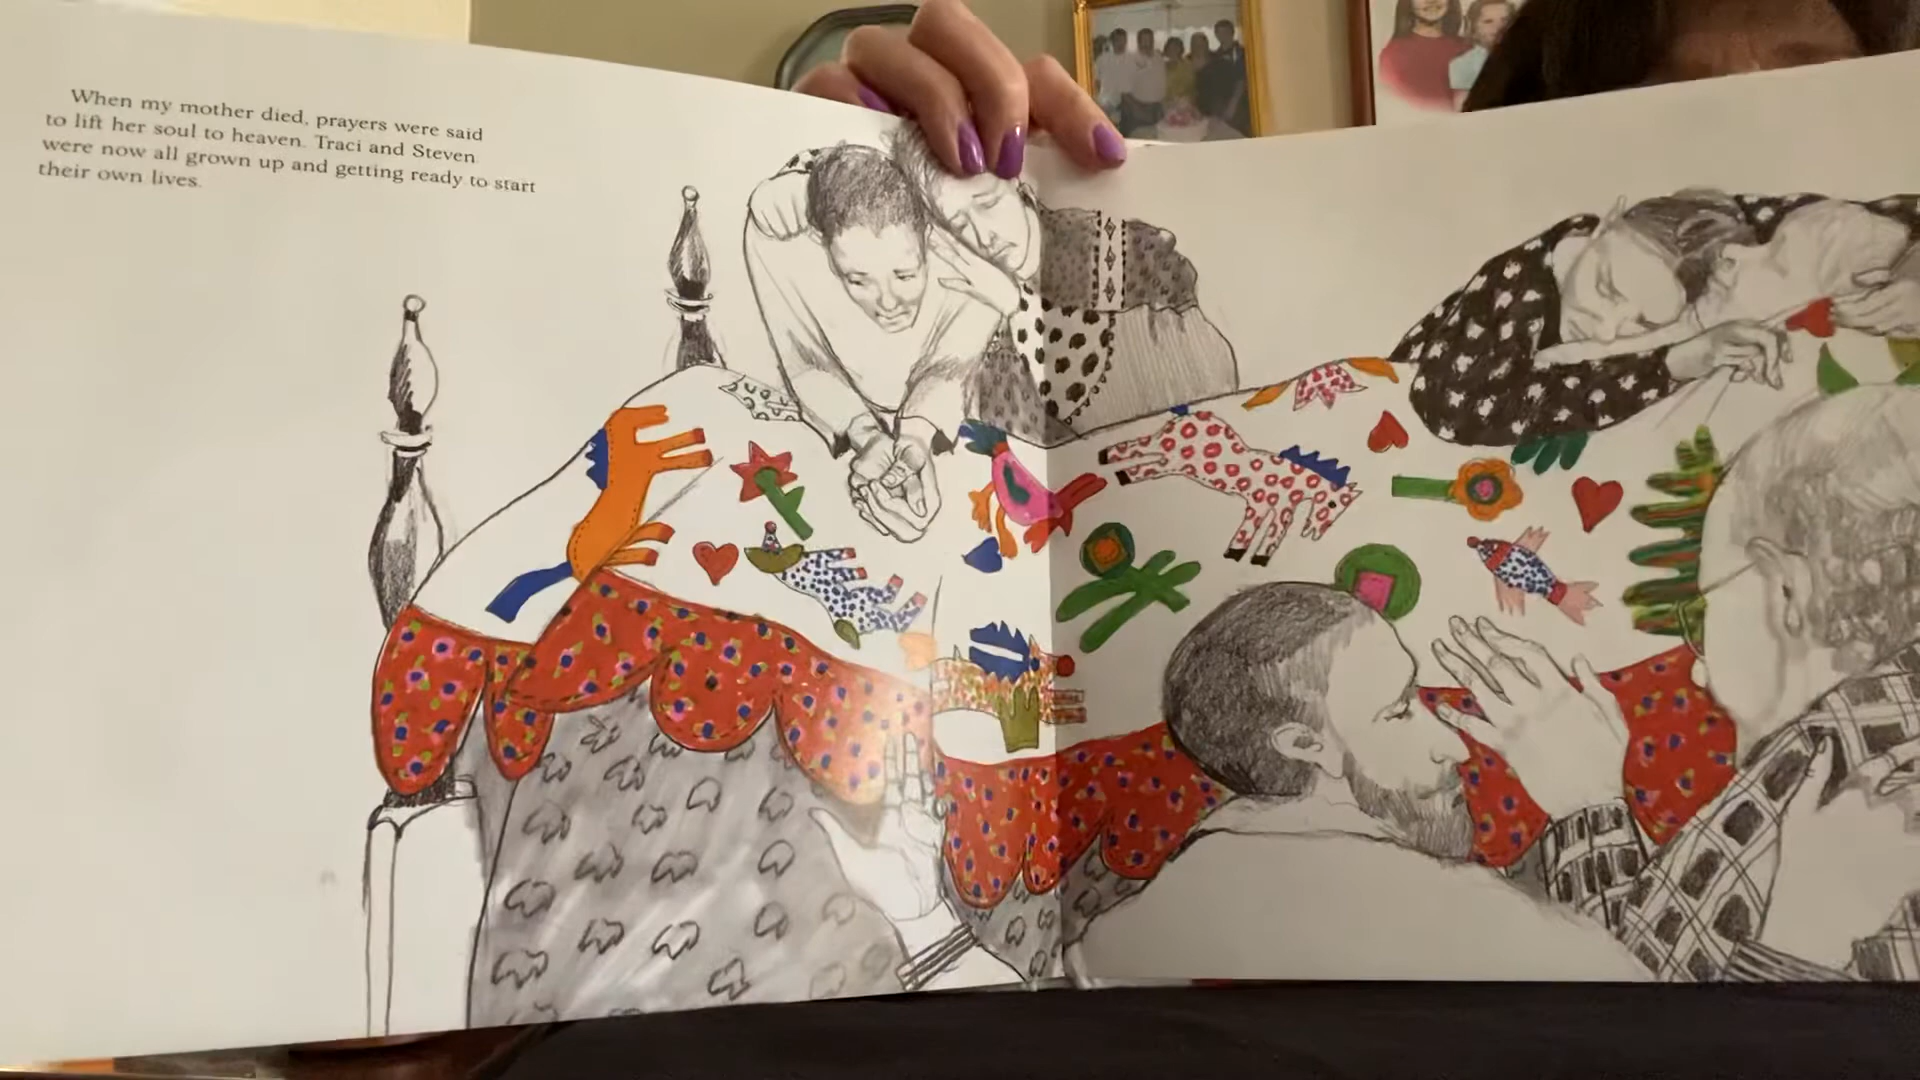 When my mother died, prayers were said
to lift her soul to heaven. Traci and Steven
were now all grown up and getting ready to start
their own lives.